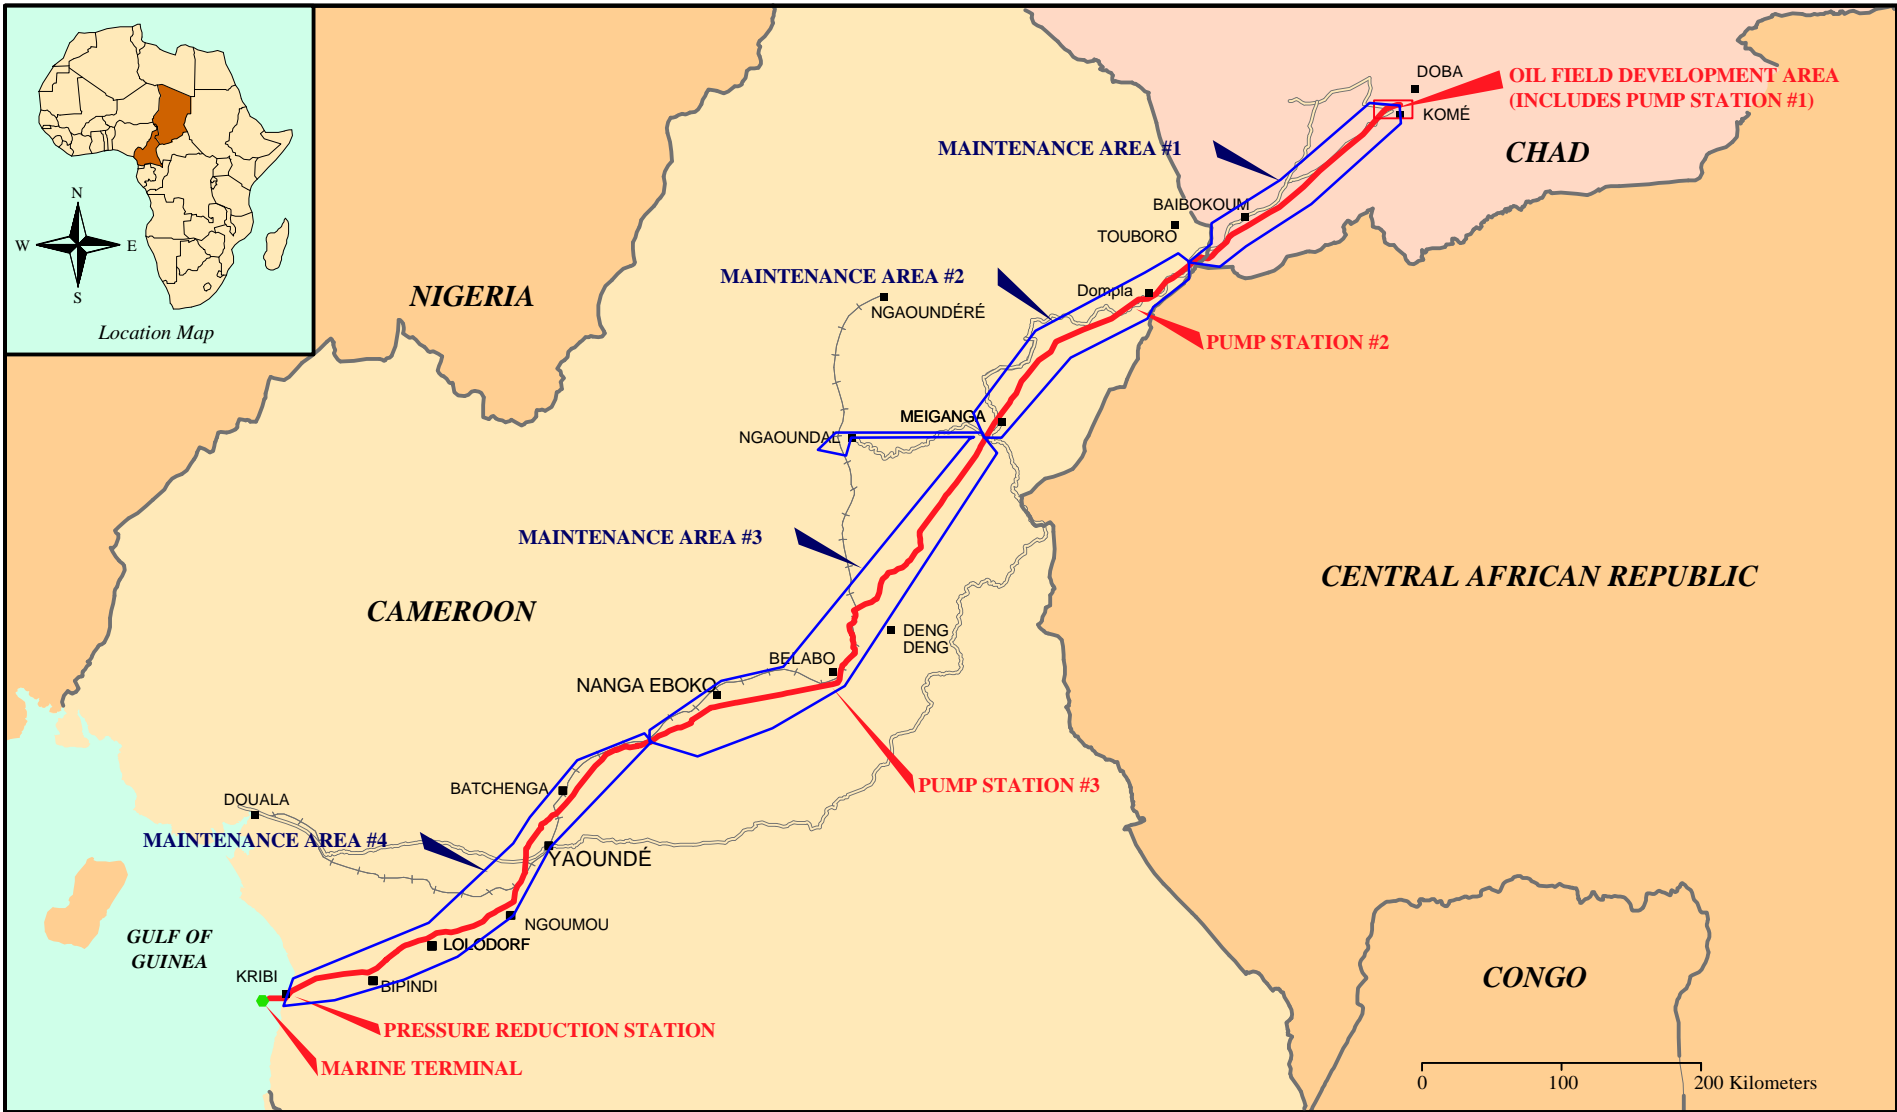 N
W
E
S
Location Map
NIGERIA
CAMEROON
CHAD
CENTRAL AFRICAN REPUBLIC
CONGO
GULF OF
GUINEA
DOBA
OIL FIELD DEVELOPMENT AREA
(INCLUDES PUMP STATION #1)
KOMÉ
MAINTENANCE AREA #1
BAIBOKOUM
TOUBORO
MAINTENANCE AREA #2
Dompla
NGAOUNDÉRÉ
PUMP STATION #2
MEIGANGA
NGAOUNDAL
MAINTENANCE AREA #3
DENG
DENG
BELABO
NANGA EBOKO
PUMP STATION #3
BATCHENGA
DOUALA
MAINTENANCE AREA #4
YAOUNDÉ
NGOUMOU
LOLODORF
KRIBI
BIPINDI
PRESSURE REDUCTION STATION
MARINE TERMINAL
0
100
200 Kilometers